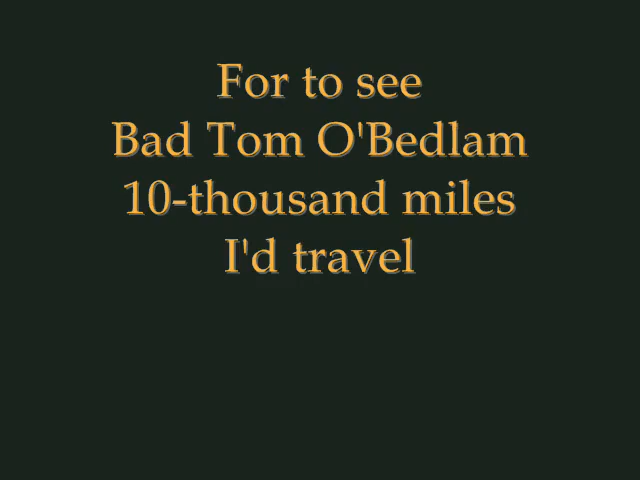 For to see
Bad Tom O'Bedlam
10-thousand miles
I'd travel